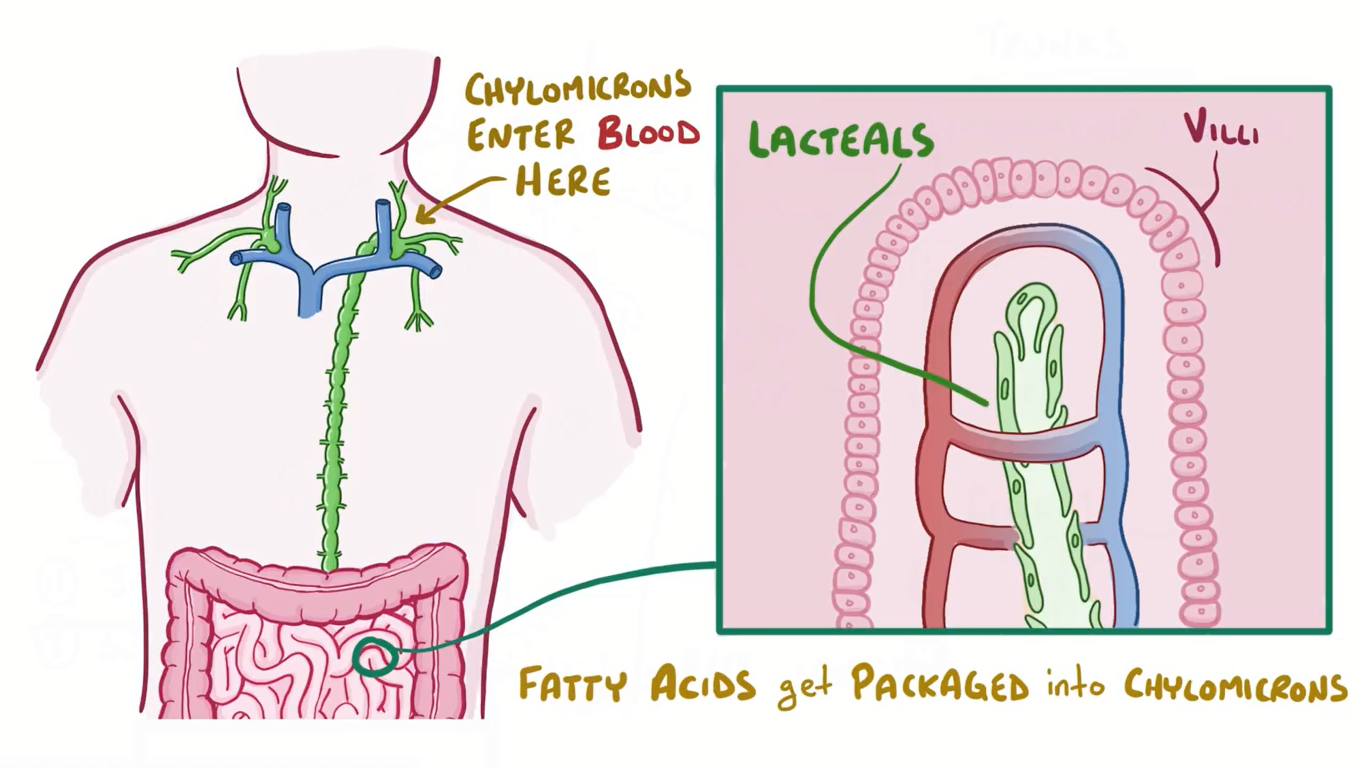 CHYLOMICRONS
ENTER BLOOD
HERE
LACTEALS
VILLI
FATTY ACIDS get PACKAGED into CHYLOMICRONS